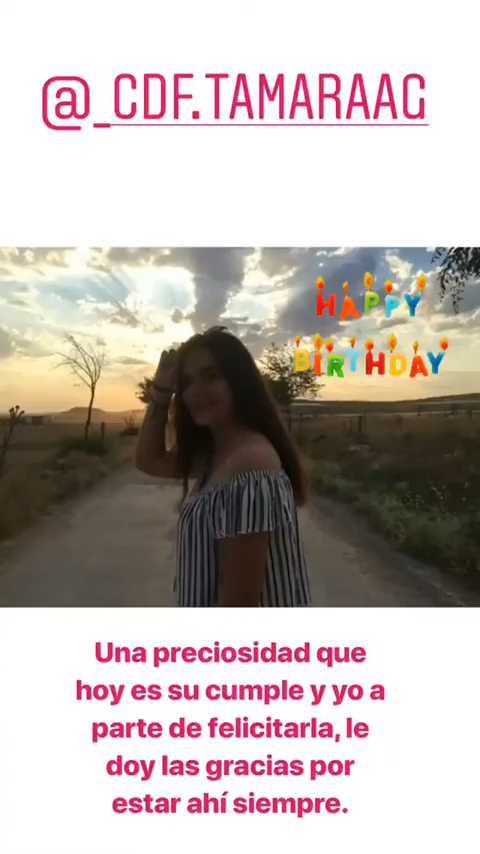 @_CDF.TAMARAAG
HAPPY
BIRTHDAY
Una preciosidad que
hoy es su cumple y yo a
parte de felicitarla, le
doy las gracias por
estar ahí siempre.